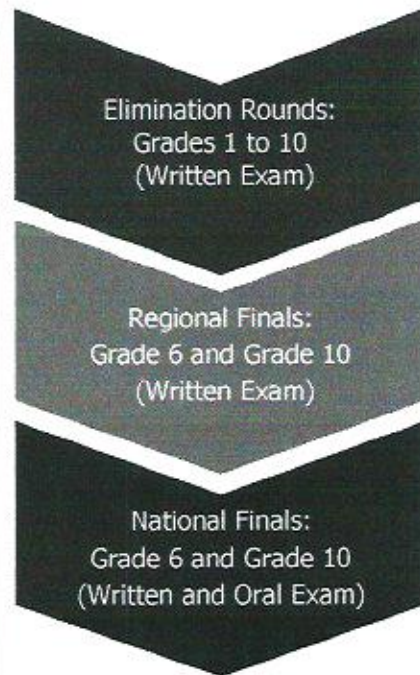 Elimination Rounds:
Grades 1 to 10
(Written Exam)
Regional Finals:
Grade 6 and Grade 10
(Written Exam)
National Finals:
Grade 6 and Grade 10
(Written and Oral Exam)